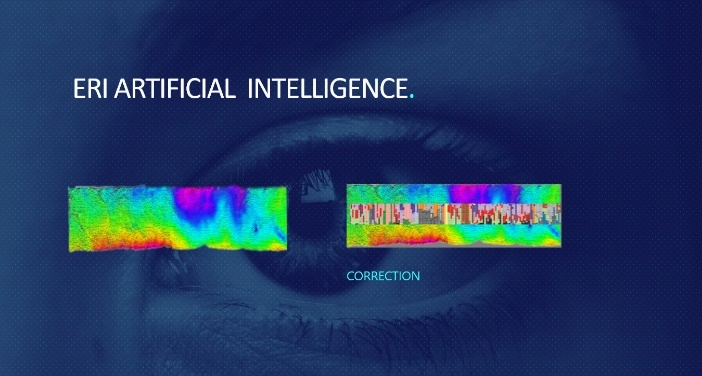 ERI ARTIFICIAL INTELLIGENCE.
CORRECTION